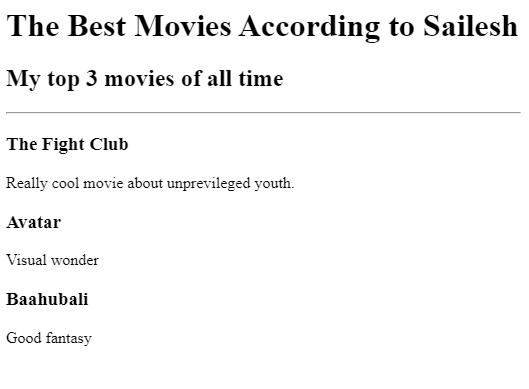 The Best Movies According to Sailesh
My top 3 movies of all time
The Fight Club
Really cool movie about unprevileged youth.
Avatar
Visual wonder
Baahubali
Good fantasy